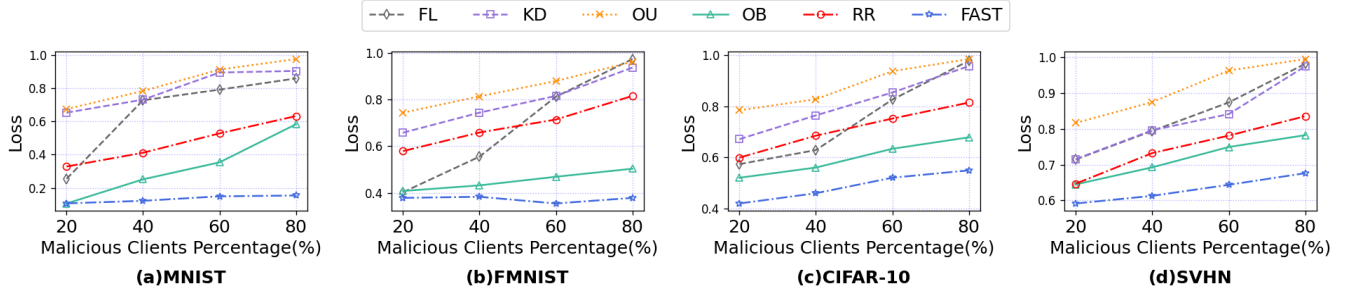 FL KD OU OB RR FAST
1.0
0.8
0.6
0.4
0.2
Loss
20 40 60 80
Malicious Clients Percentage(%)
(a)MNIST
1.0
0.8
0.6
0.4
Loss
20 40 60 80
Malicious Clients Percentage(%)
(b)FMNIST
1.0
0.8
0.6
0.4
Loss
20 40 60 80
Malicious Clients Percentage(%)
(c)CIFAR-10
1.0
0.9
0.8
0.7
0.6
Loss
20 40 60 80
Malicious Clients Percentage(%)
(d)SVHN